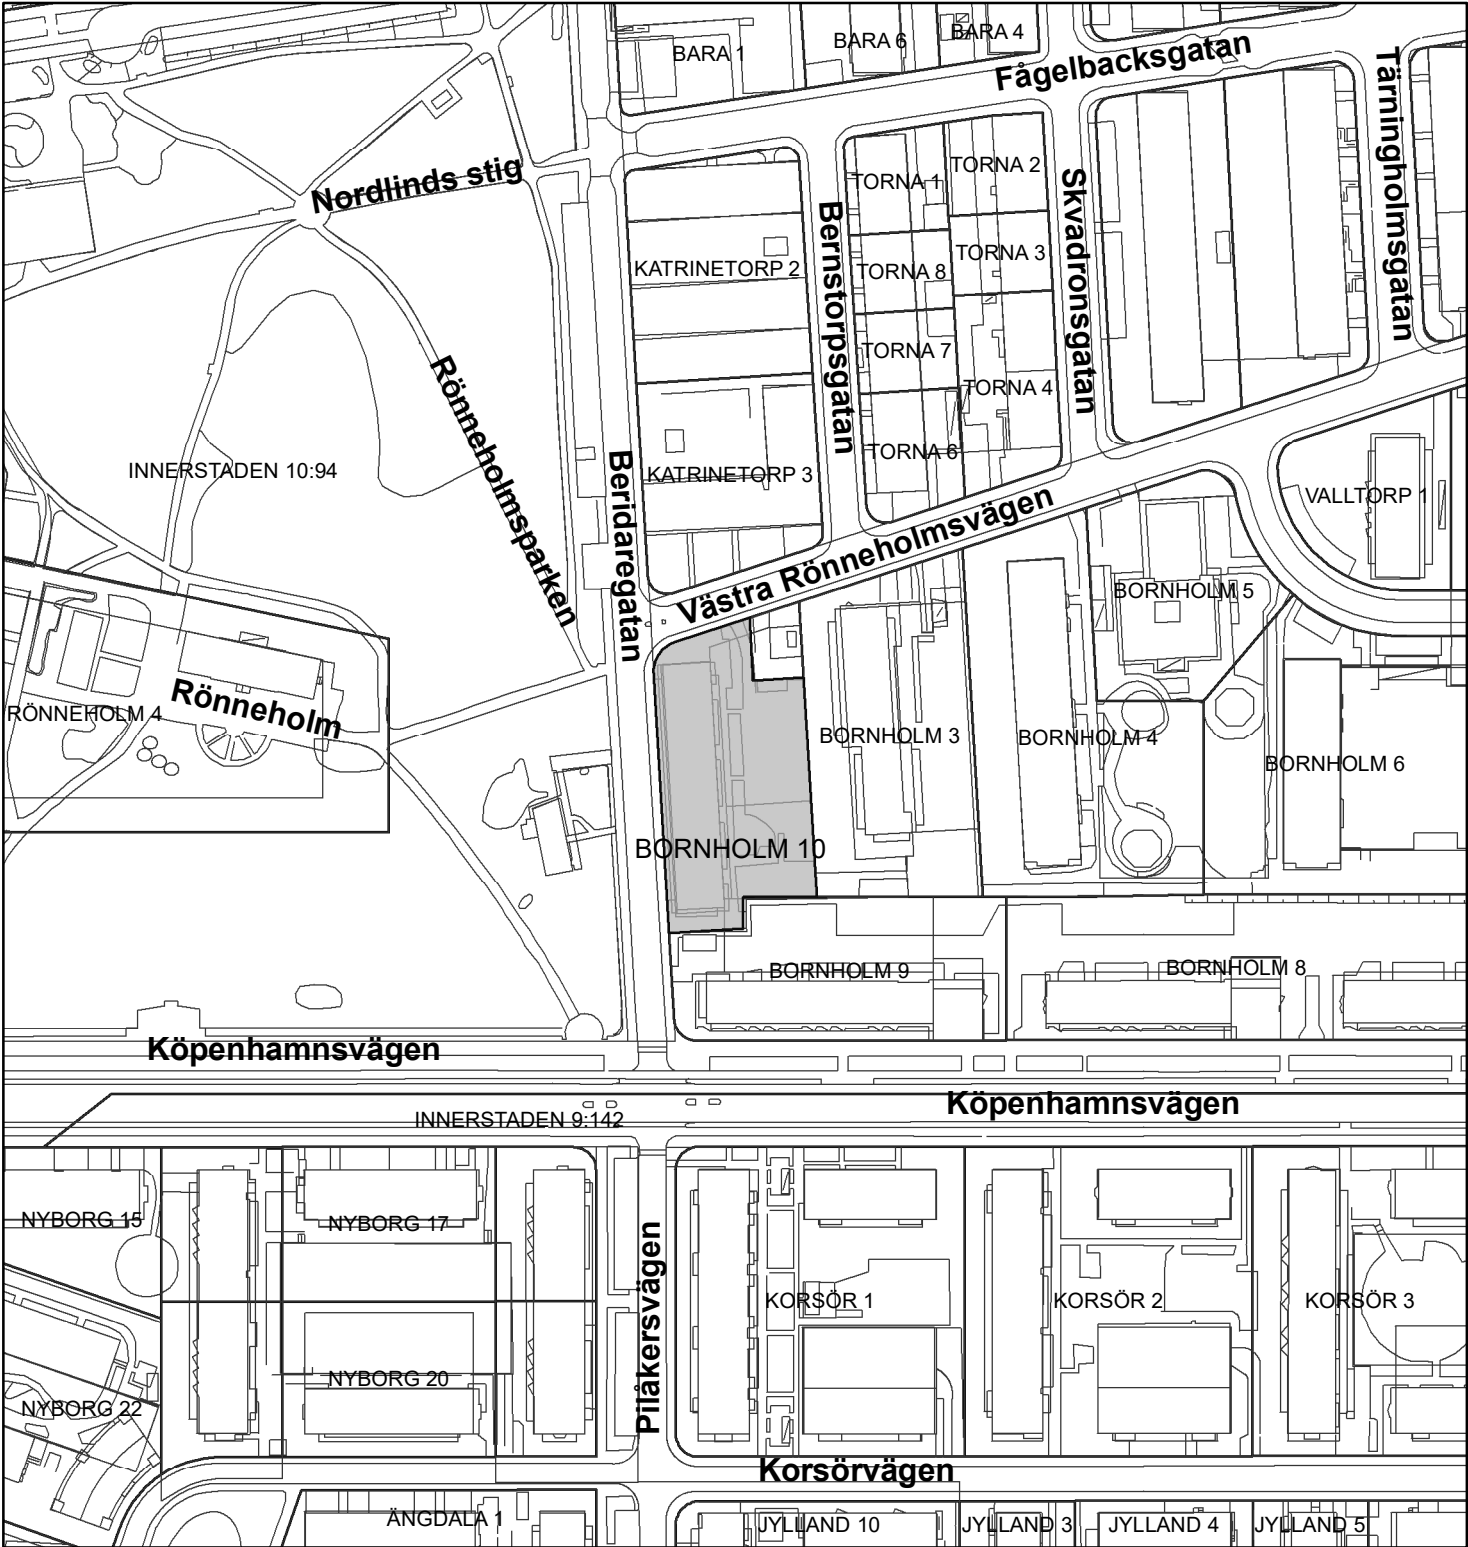 BARA 1
BARA 6
BARA 4
Fågelbacksgatan
Tärningholmsgatan
Nordlinds stig
TORNA 1
TORNA 2
Skvadronsgatan
Bernstorpsgatan
KATRINETORP 2
TORNA 8
TORNA 3
TORNA 7
TORNA 4
Rönneholmsparken
INNERSTADEN 10:94
Beridaregatan
KATRINETORP 3
TORNA 6
VALLTORP 1
Västra Rönneholmsvägen
BORNHOLM 5
RÖNNEHOLM 4
Rönneholm
BORNHOLM 3
BORNHOLM 4
BORNHOLM 6
BORNHOLM 10
BORNHOLM 9
BORNHOLM 8
Köpenhamnsvägen
Köpenhamnsvägen
INNERSTADEN 9:142
NYBORG 15
NYBORG 17
Pilåkersvägen
KORSÖR 1
KORSÖR 2
KORSÖR 3
NYBORG 20
NYBORG 22
Korsörvägen
ÄNGDALA 1
JYLLAND 10
JYLLAND 3
JYLLAND 4
JYLLAND 5